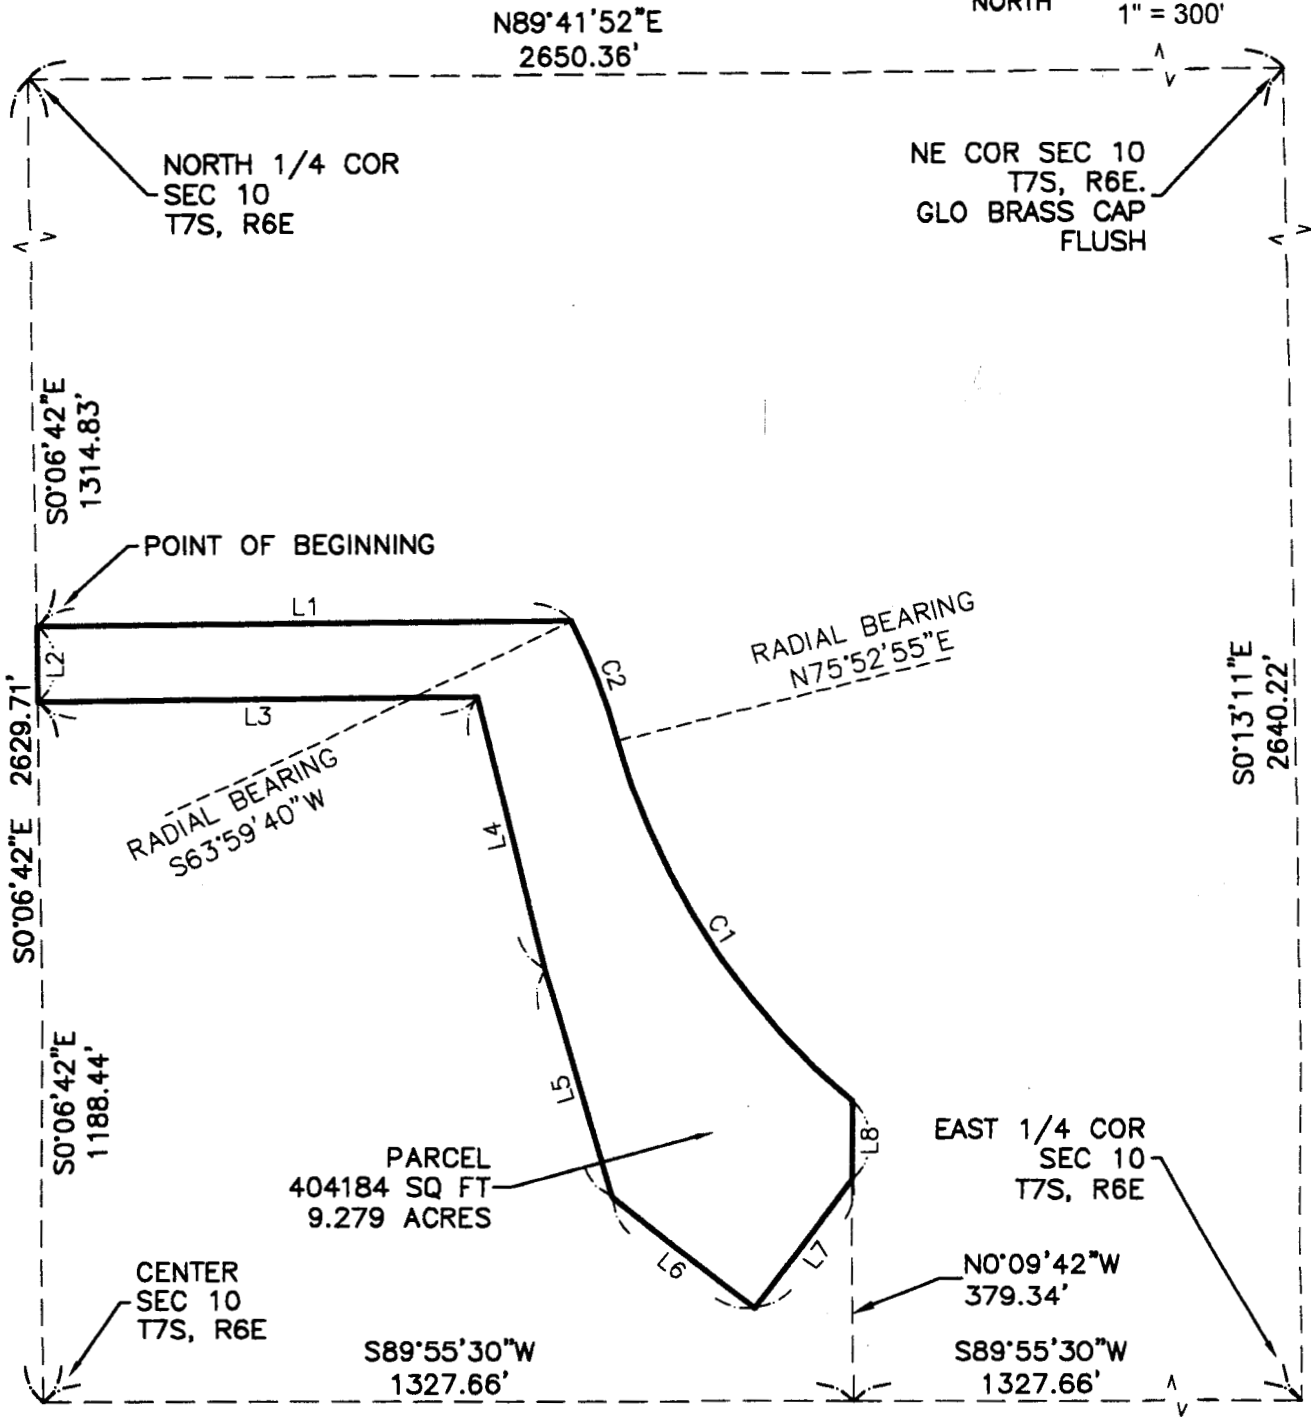 NORTH
1" = 300'
N89°41'52"E
2650.36'
NORTH 1/4 COR
SEC 10
T7S, R6E
NE COR SEC 10
T7S, R6E.
GLO BRASS CAP
FLUSH
S0°06'42"E
1314.83'
POINT OF BEGINNING
L1
L2
L3
C2
RADIAL BEARING
N75°52'55"E
RADIAL BEARING
S63°59'40"W
S0°06'42"E 2629.71'
S0°13'11"E
2640.22'
L4
C1
S0°06'42"E
1188.44'
L5
PARCEL
404184 SQ FT
9.279 ACRES
L8
EAST 1/4 COR
SEC 10
T7S, R6E
L6
L7
CENTER
SEC 10
T7S, R6E
N0°09'42"W
379.34'
S89°55'30"W
1327.66'
S89°55'30"W
1327.66'